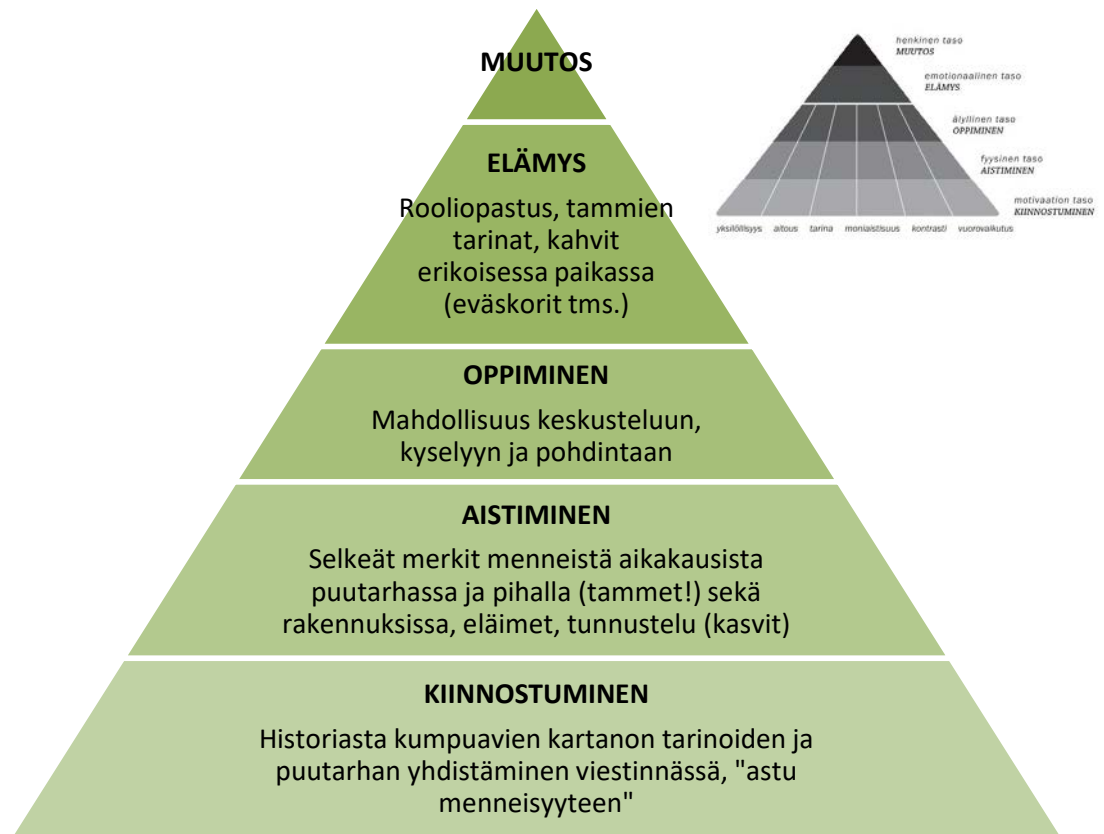 MUUTOS
ELÄMYS
Rooliopastus, tammien
tarinat, kahvit
erikoisessa paikassa
(eväskorit tms.)
OPPIMINEN
Mahdollisuus keskusteluun,
kyselyyn ja pohdintaan
AISTIMINEN
Selkeät merkit menneistä aikakausista
puutarhassa ja pihalla (tammet!) sekä
rakennuksissa, eläimet, tunnustelu (kasvit)
KIINNOSTUMINEN
Historiasta kumpuavien kartanon tarinoiden ja
puutarhan yhdistäminen viestinnässä, "astu
menneisyyteen"
henkinen taso
MUUTOS
emotionaalinen taso
ELÄMYS
älyllinen taso
OPPIMINEN
fyysinen taso
AISTIMINEN
motivaation taso
KIINNOSTUMINEN
yksilöllisyys aitous tarina moniaistisuus kontrasti vuorovaikutus